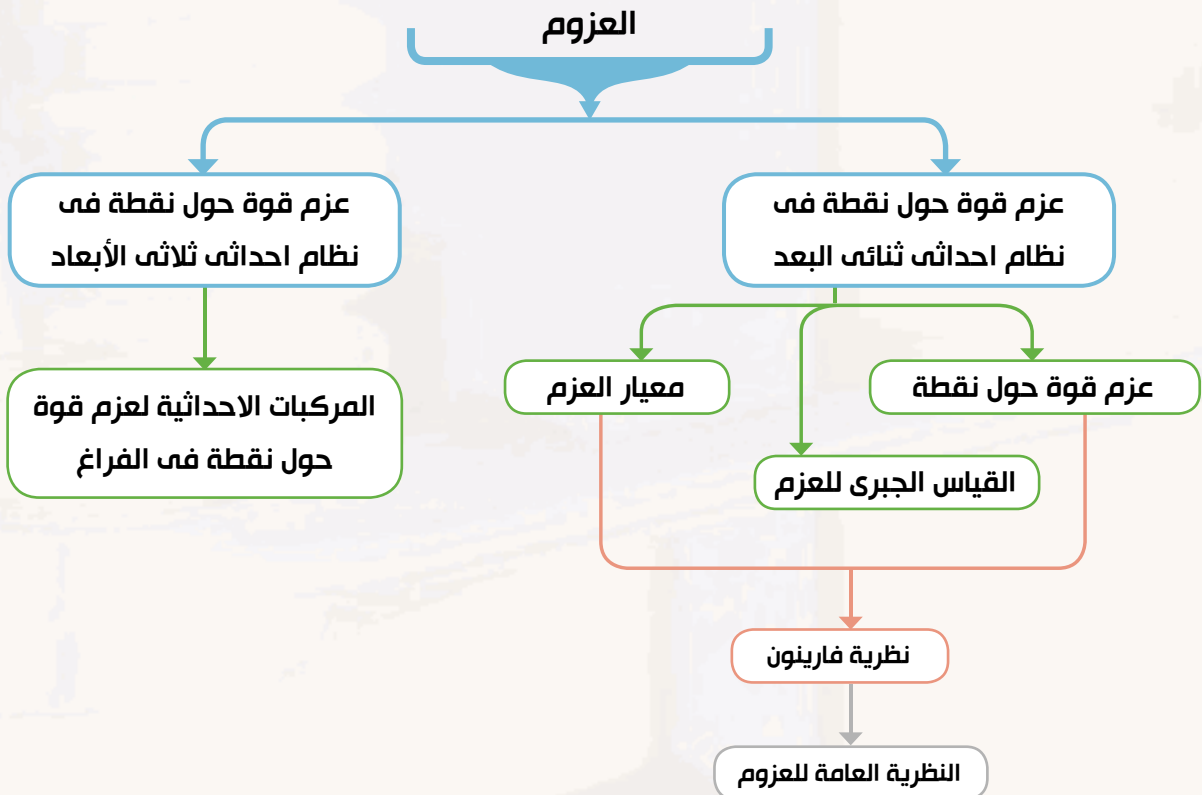 العزوم
عزم قوة حول نقطة فى
نظام احداثى ثنائى البعد
عزم قوة حول نقطة فى
نظام احداثى ثلاثى الأبعاد
عزم قوة حول نقطة
معيار العزم
القياس الجبرى للعزم
المركبات الاحداثية لعزم قوة
حول نقطة فى الفراغ
نظرية فارينون
النظرية العامة للعزوم